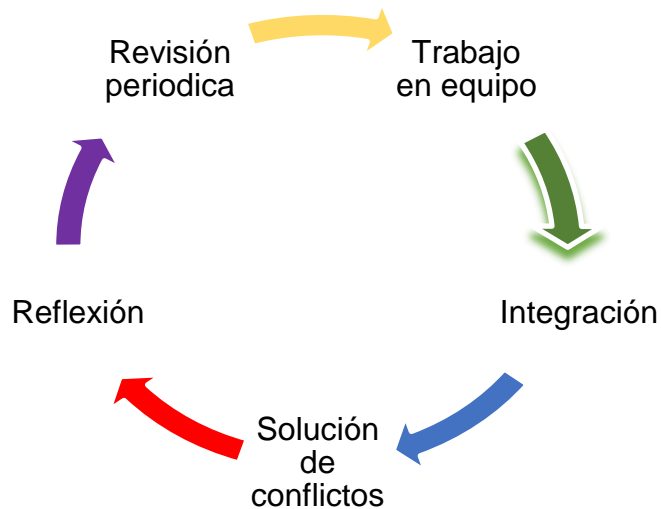 Revisión
periodica
Trabajo
en equipo
Integración
Solución
de
conflictos
Reflexión